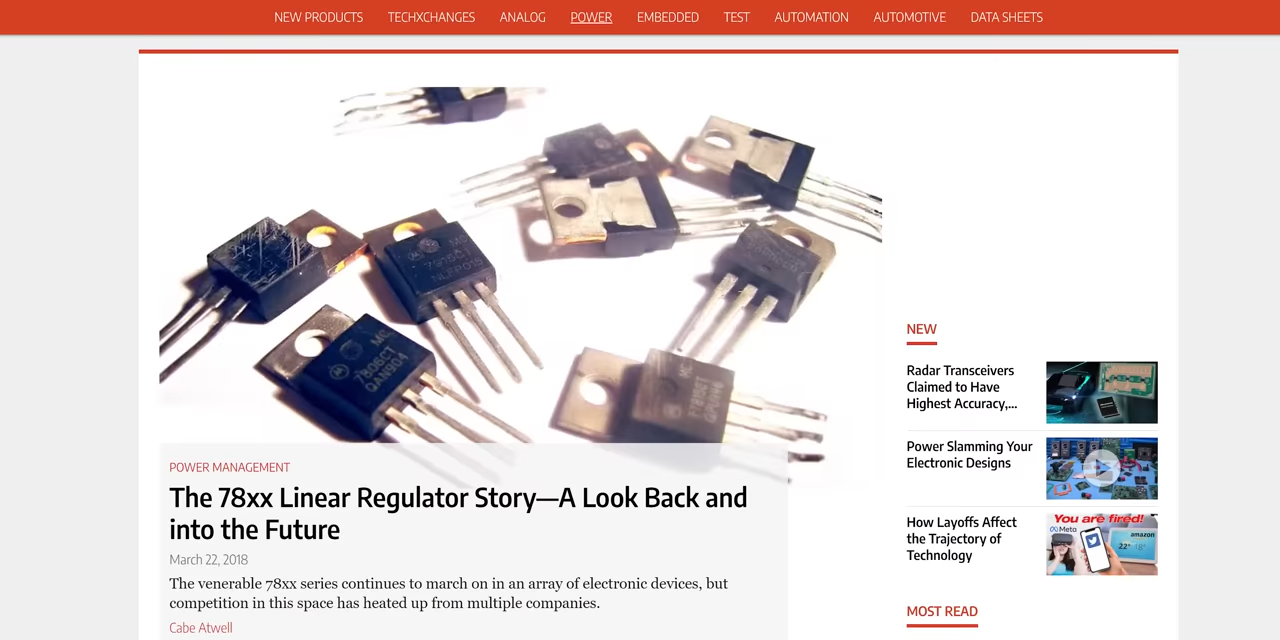 NEW PRODUCTS TECHXCHANGES ANALOG POWER EMBEDDED TEST AUTOMATION AUTOMOTIVE DATA SHEETS
7806CT
QAN904
POWER MANAGEMENT
The 78xx Linear Regulator Story—A Look Back and
into the Future
March 22, 2018
The venerable 78xx series continues to march on in an array of electronic devices, but
competition in this space has heated up from multiple companies.
Cabe Atwell
NEW
Radar Transceivers
Claimed to Have
Highest Accuracy,...
Power Slamming Your
Electronic Designs
How Layoffs Affect
the Trajectory of
Technology
You are fired!
Meta
amazon
22°
MOST READ